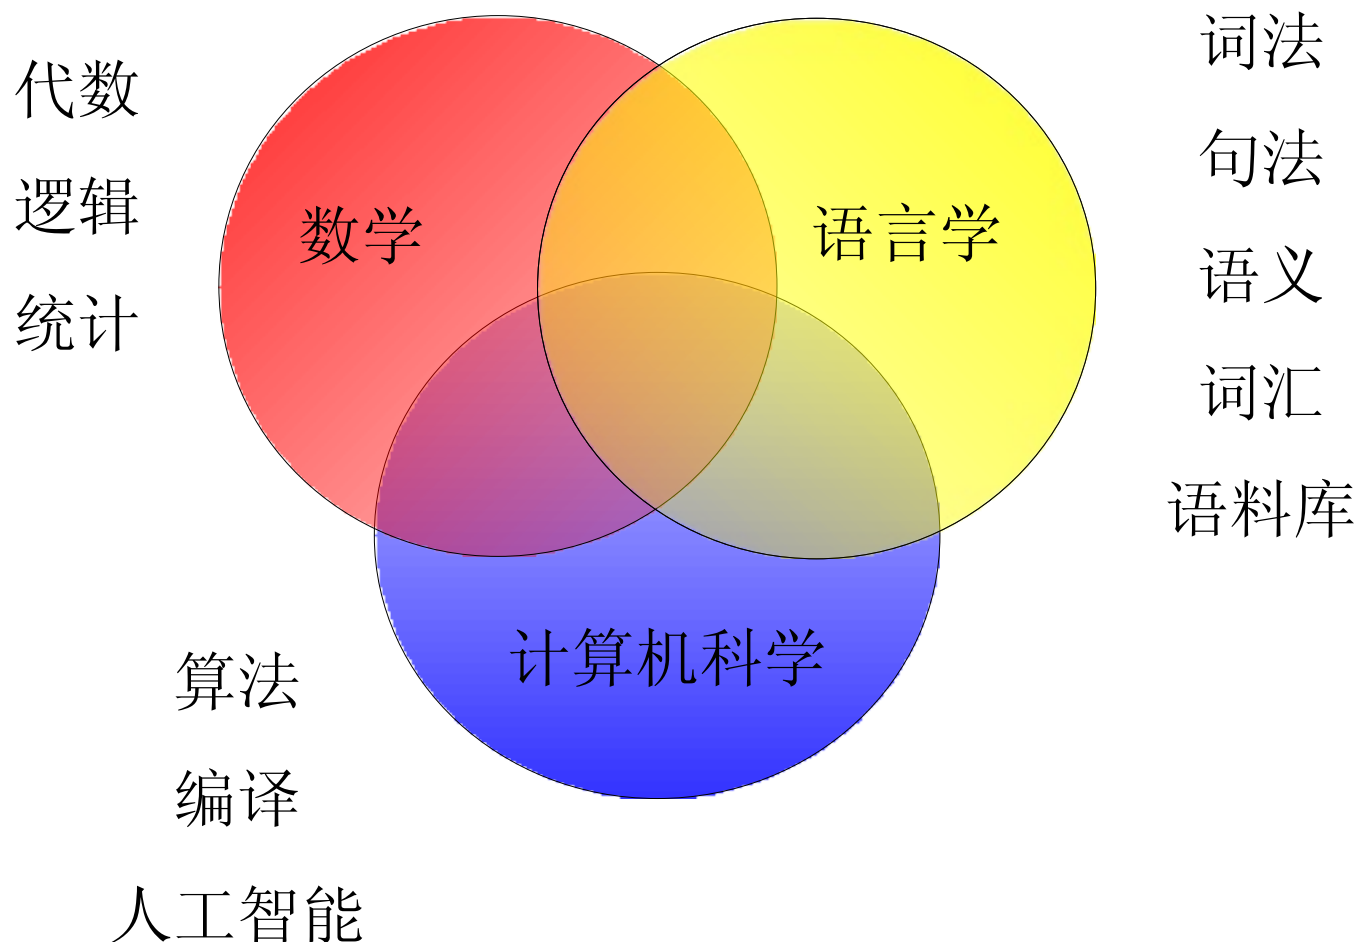 代数
逻辑
统计
数学
语言学
词法
句法
语义
词汇
语料库
计算机科学
算法
编译
人工智能